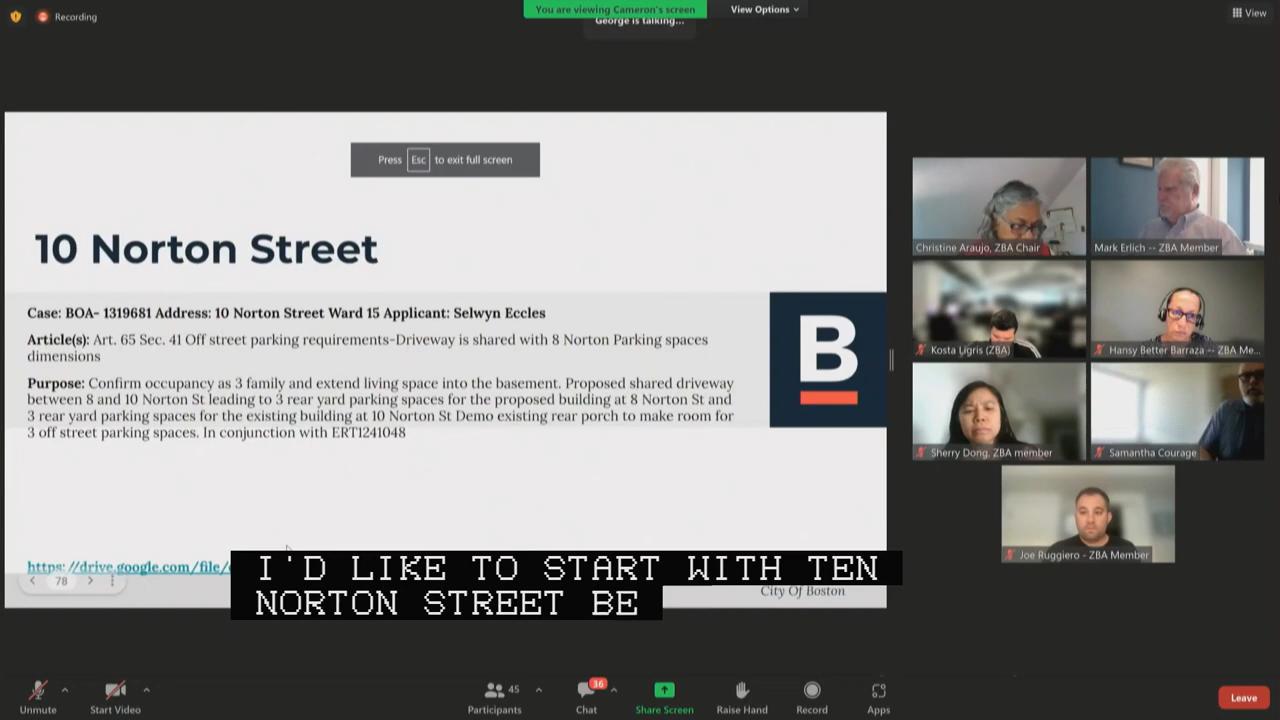 Recording
You are viewing Cameron's screen
View Options
View
George is talking...
Press Esc to exit full screen
10 Norton Street
Case: BOA- 1319681 Address: 10 Norton Street Ward 15 Applicant: Selwyn Eccles
Article(s): Art. 65 Sec. 41 Off street parking requirements-Driveway is shared with 8 Norton Parking spaces
dimensions
Purpose: Confirm occupancy as 3 family and extend living space into the basement. Proposed shared driveway
between 8 and 10 Norton St leading to 3 rear yard parking spaces for the proposed building at 8 Norton St and
3 rear yard parking spaces for the existing building at 10 Norton St Demo existing rear porch to make room for
3 off street parking spaces. In conjunction with ERT1241048
B
https://drive.google.com/file/
78
City Of Boston
I'D LIKE TO START WITH TEN
NORTON STREET BE
Christine Araujo, ZBA Chair
Mark Erlich -- ZBA Member
Kosta Ligris (ZBA)
Hansy Better Barraza -- ZBA Me...
Sherry Dong, ZBA member
Samantha Courage
Joe Ruggiero - ZBA Member
Unmute
Start Video
45
Participants
36
Chat
Share Screen
Raise Hand
Record
Apps
Leave